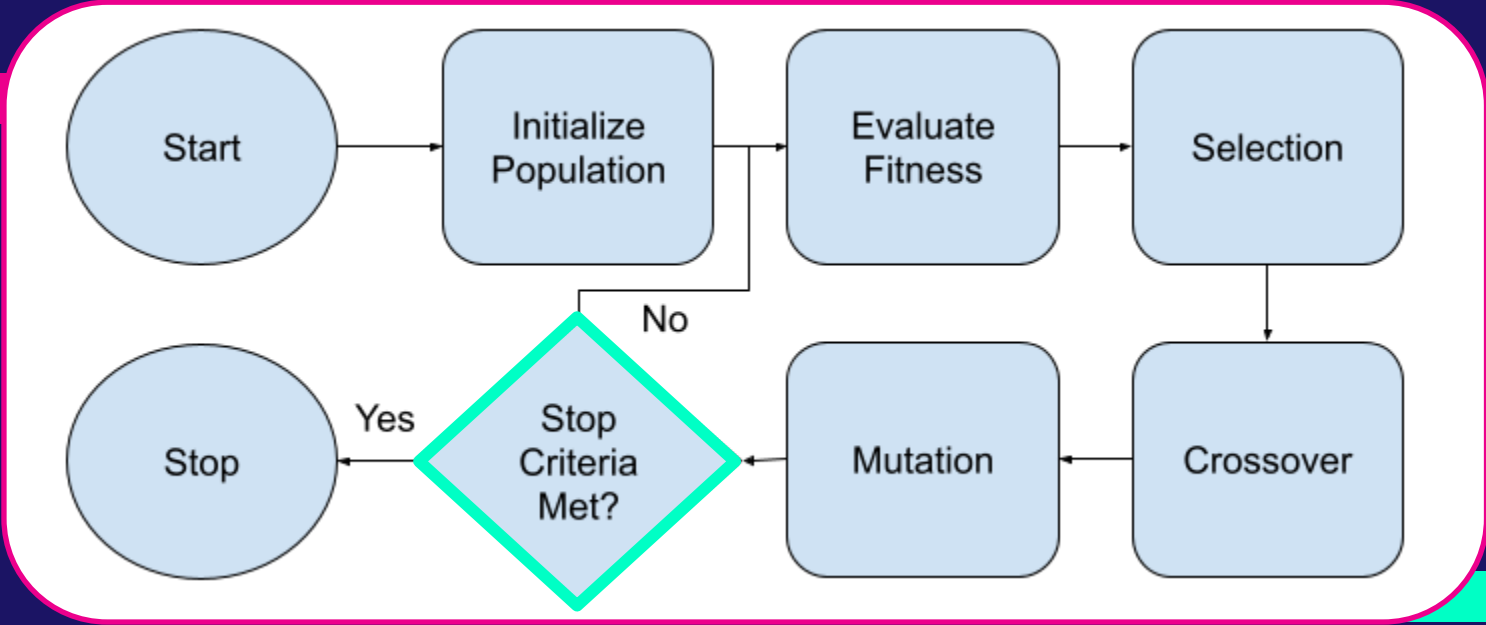 Start
Initialize
Population
Evaluate
Fitness
Selection
No
Yes
Stop
Stop
Criteria
Met?
Mutation
Crossover